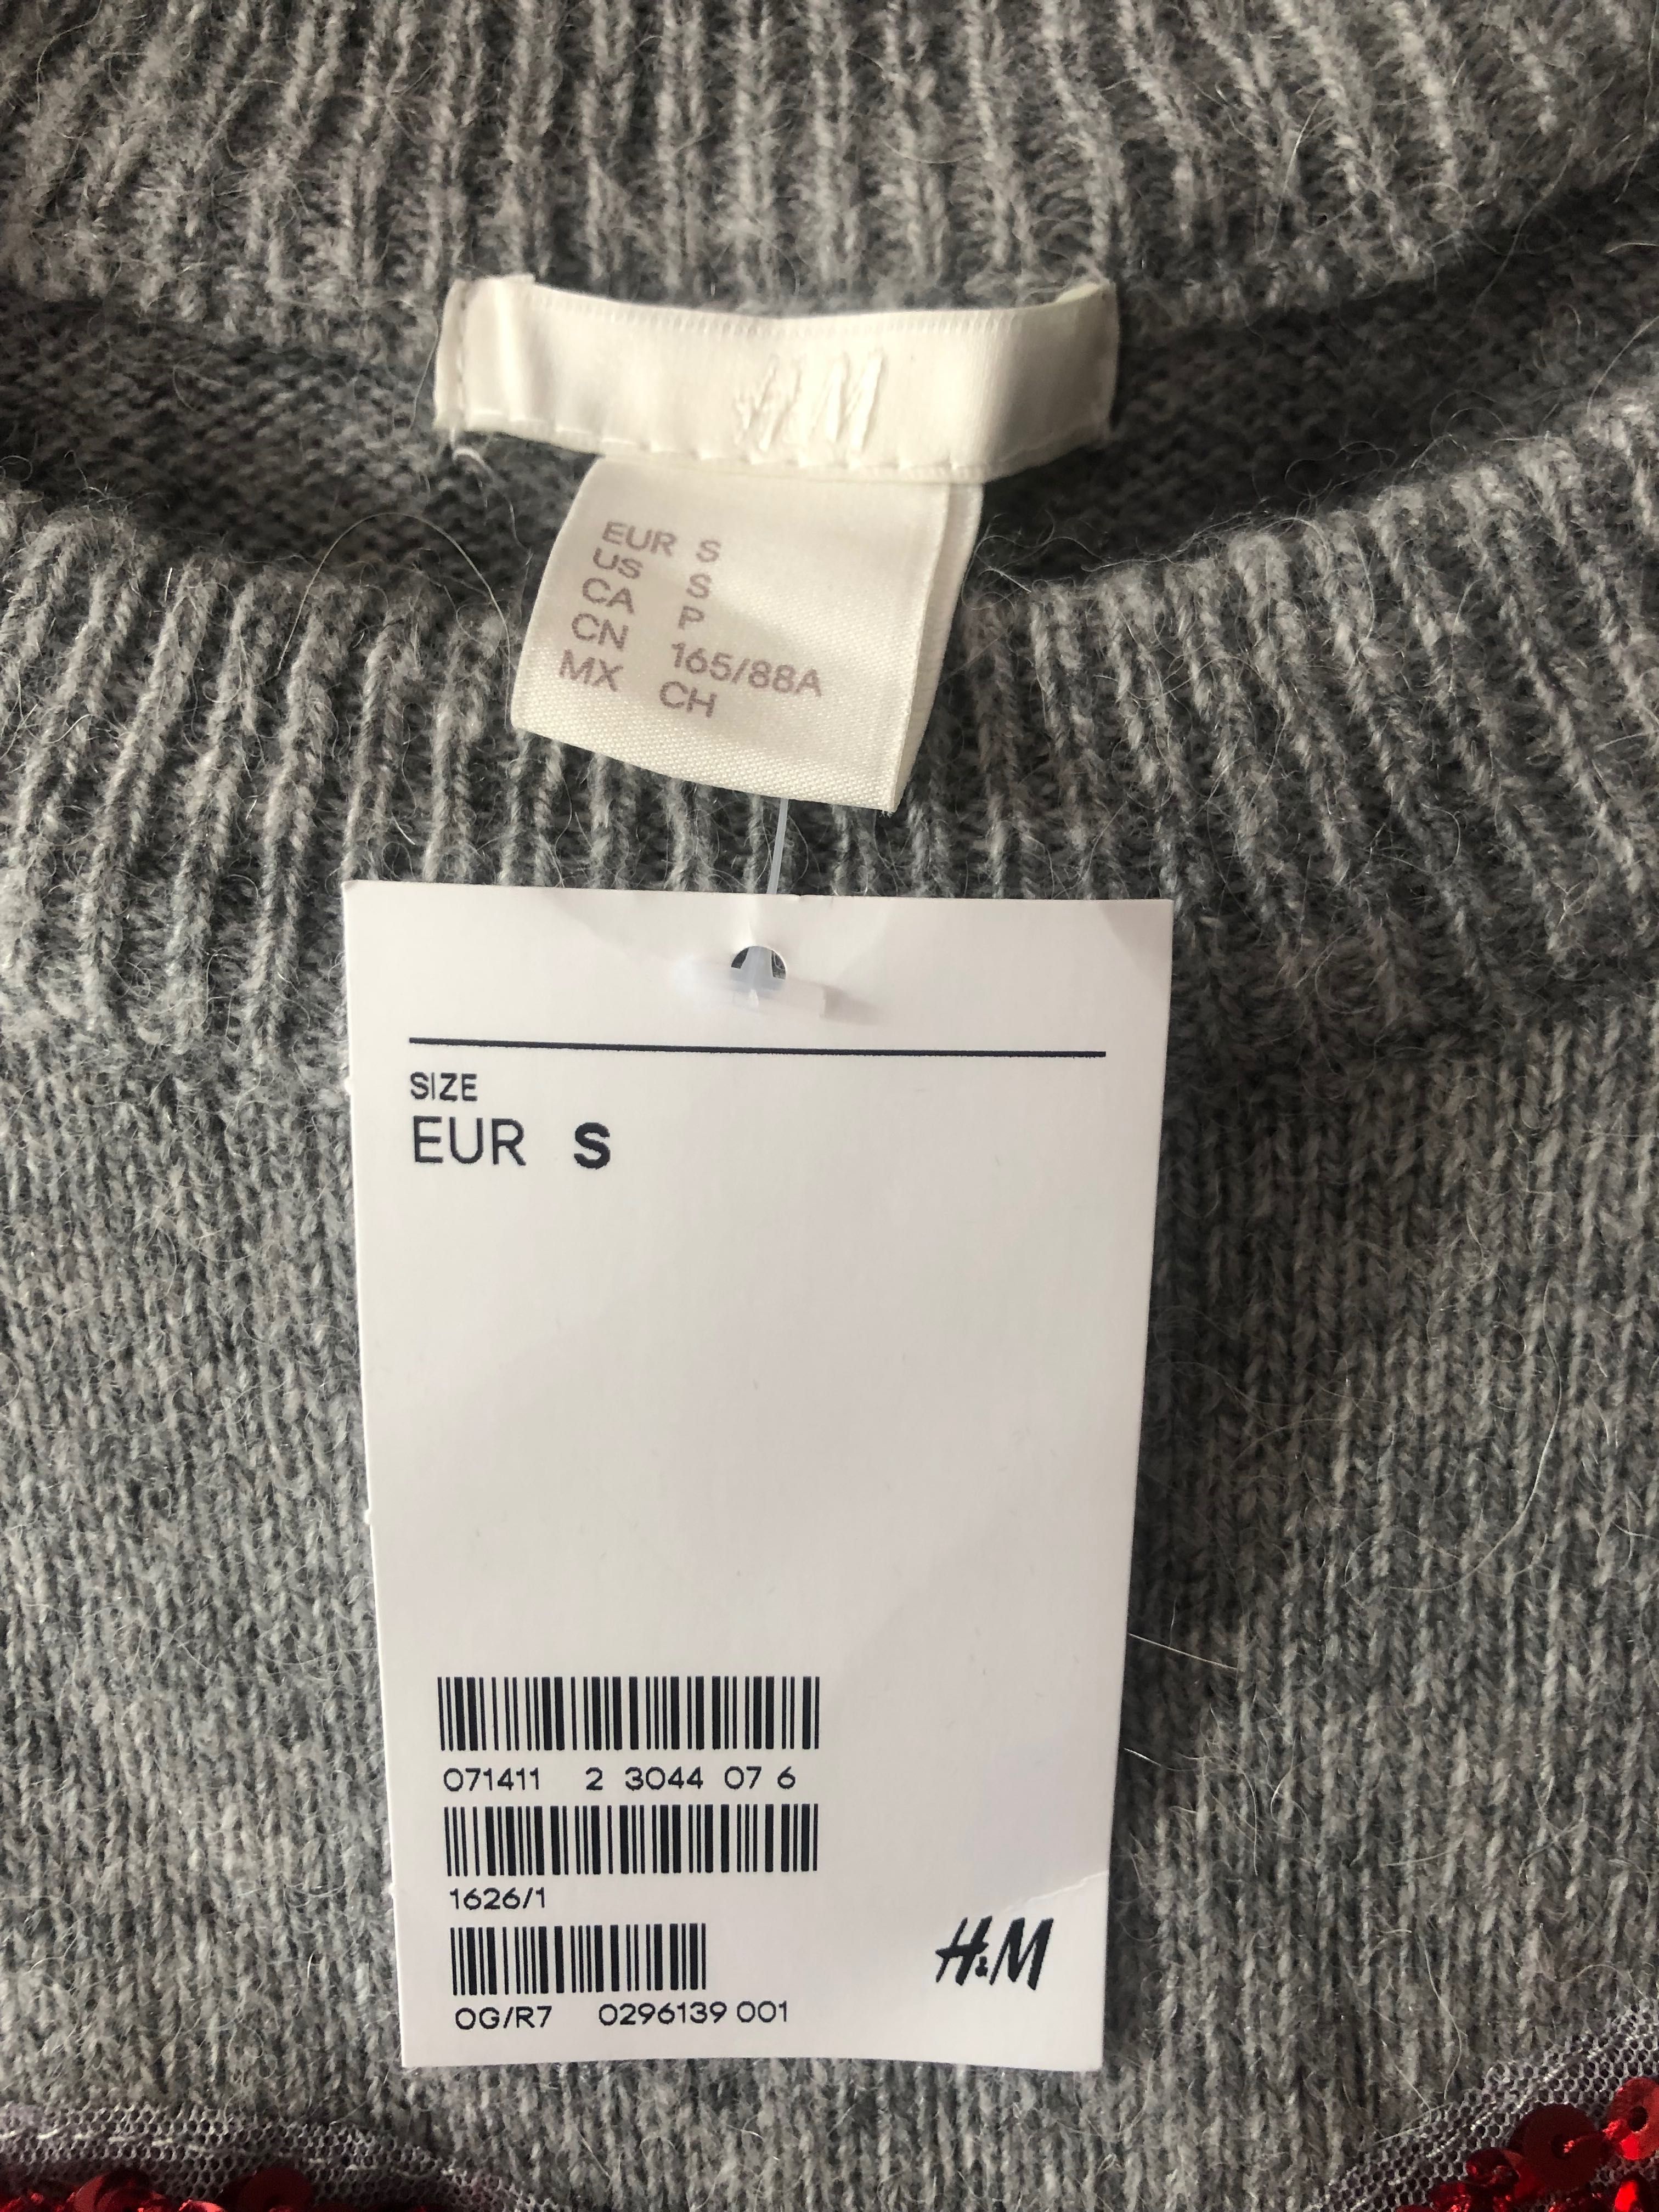 H&M
EUR S
US S
CA P
CN 165/88A
MX CH
SIZE
EUR S
071411 2 3044 07 6
1626/1
OG/R7 0296139 001
H&M